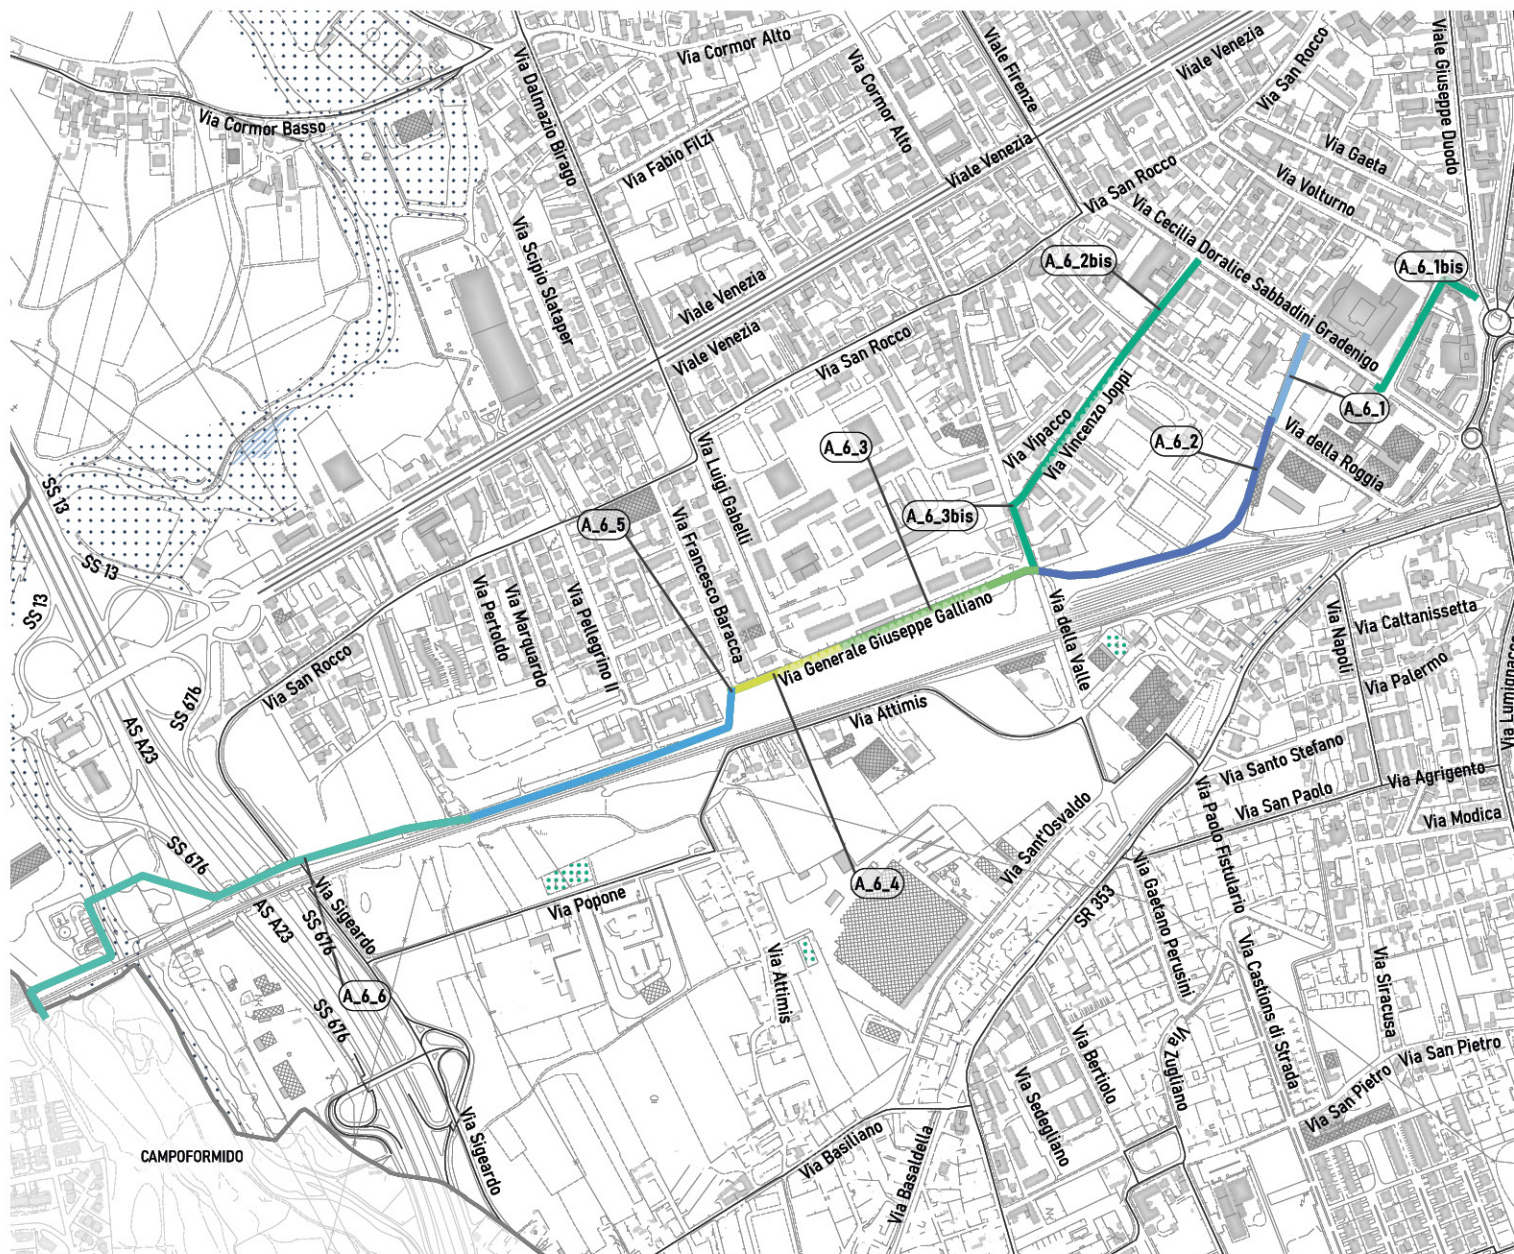 Via Cormor Alto
Viale Firenze
Viale Venezia
Via San Rocco
Viale Giuseppe Duodo
Via Dalmazio Birago
Via Cormor Alto
Via Cormor Basso
Via Fabio Filzi
Viale Venezia
Via Gaeta
Via Volturno
Via San Rocco
Via Cecilia Doralice Sabbadini Gradenigo
Via Scipio Slataper
A_6_2bis
A_6_1bis
Viale Venezia
Viale Venezia
Via San Rocco
A_6_1
Via Vipacco
Via Vincenzo Joppi
A_6_2
Via della Roggia
A_6_3
Via Luigi Gabelli
SS 13
A_6_5
A_6_3bis
Via Francesco Baracca
SS 13
SS 13
Via Pertoldo
Via Marquardo
Via Pellegrino II
Via Generale Giuseppe Galliano
Via della Valle
Via Napoli
Via Caltanissetta
Via Palermo
Via Lumignacco
Via San Rocco
SS 676
AS A23
Via Attimis
Via Santo Stefano
Via Agrigento
Via San Paolo
Via Modica
Via Paolo Fistulario
Via Sant'Osvaldo
SS 676
A_6_4
Via Sigeardo
Via Popone
AS A23
SS 676
SR 353
Via Gaetano Perusini
Via Castions di Strada
Via Siracusa
Via Attimis
A_6_6
SS 676
Via Bertiolo
Via Zugliano
Via San Pietro
Via San Pietro
Via Sedegliano
Via Sigeardo
Via Basiliano
Via Basaldella
CAMPOFORMIDO